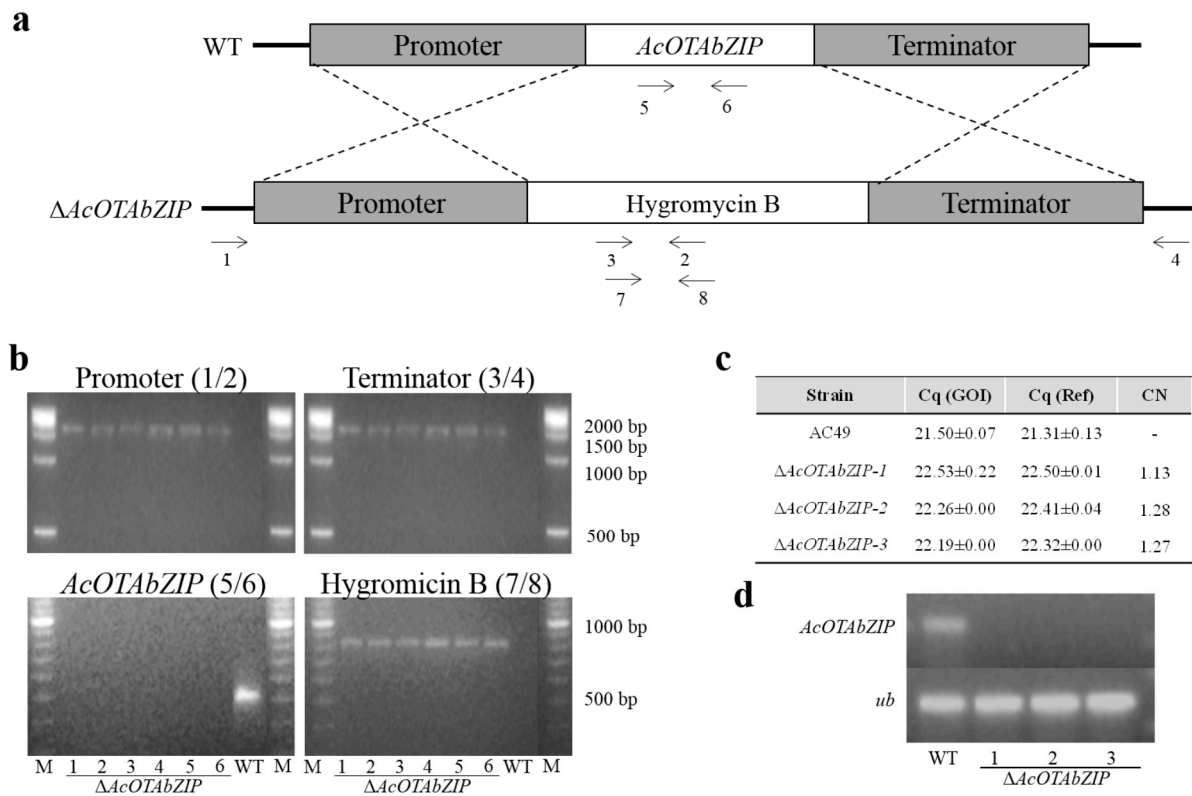 a
WT
Promoter
AcOTAbZIP
Terminator
5
6
ΔAcOTAbZIP
Promoter
Hygromycin B
Terminator
1
3
2
4
7
8
b
Promoter (1/2)
Terminator (3/4)
2000 bp
1500 bp
1000 bp
500 bp
AcOTAbZIP (5/6)
Hygromicin B (7/8)
1000 bp
500 bp
M 1 2 3 4 5 6 WT M 1 2 3 4 5 6 WT M
ΔAcOTAbZIP ΔAcOTAbZIP
c
Strain Cq (GOI) Cq (Ref) CN
AC49 21.50±0.07 21.31±0.13 -
ΔAcOTAbZIP-1 22.53±0.22 22.50±0.01 1.13
ΔAcOTAbZIP-2 22.26±0.00 22.41±0.04 1.28
ΔAcOTAbZIP-3 22.19±0.00 22.32±0.00 1.27
d
AcOTAbZIP
ub
WT 1 2 3
ΔAcOTAbZIP